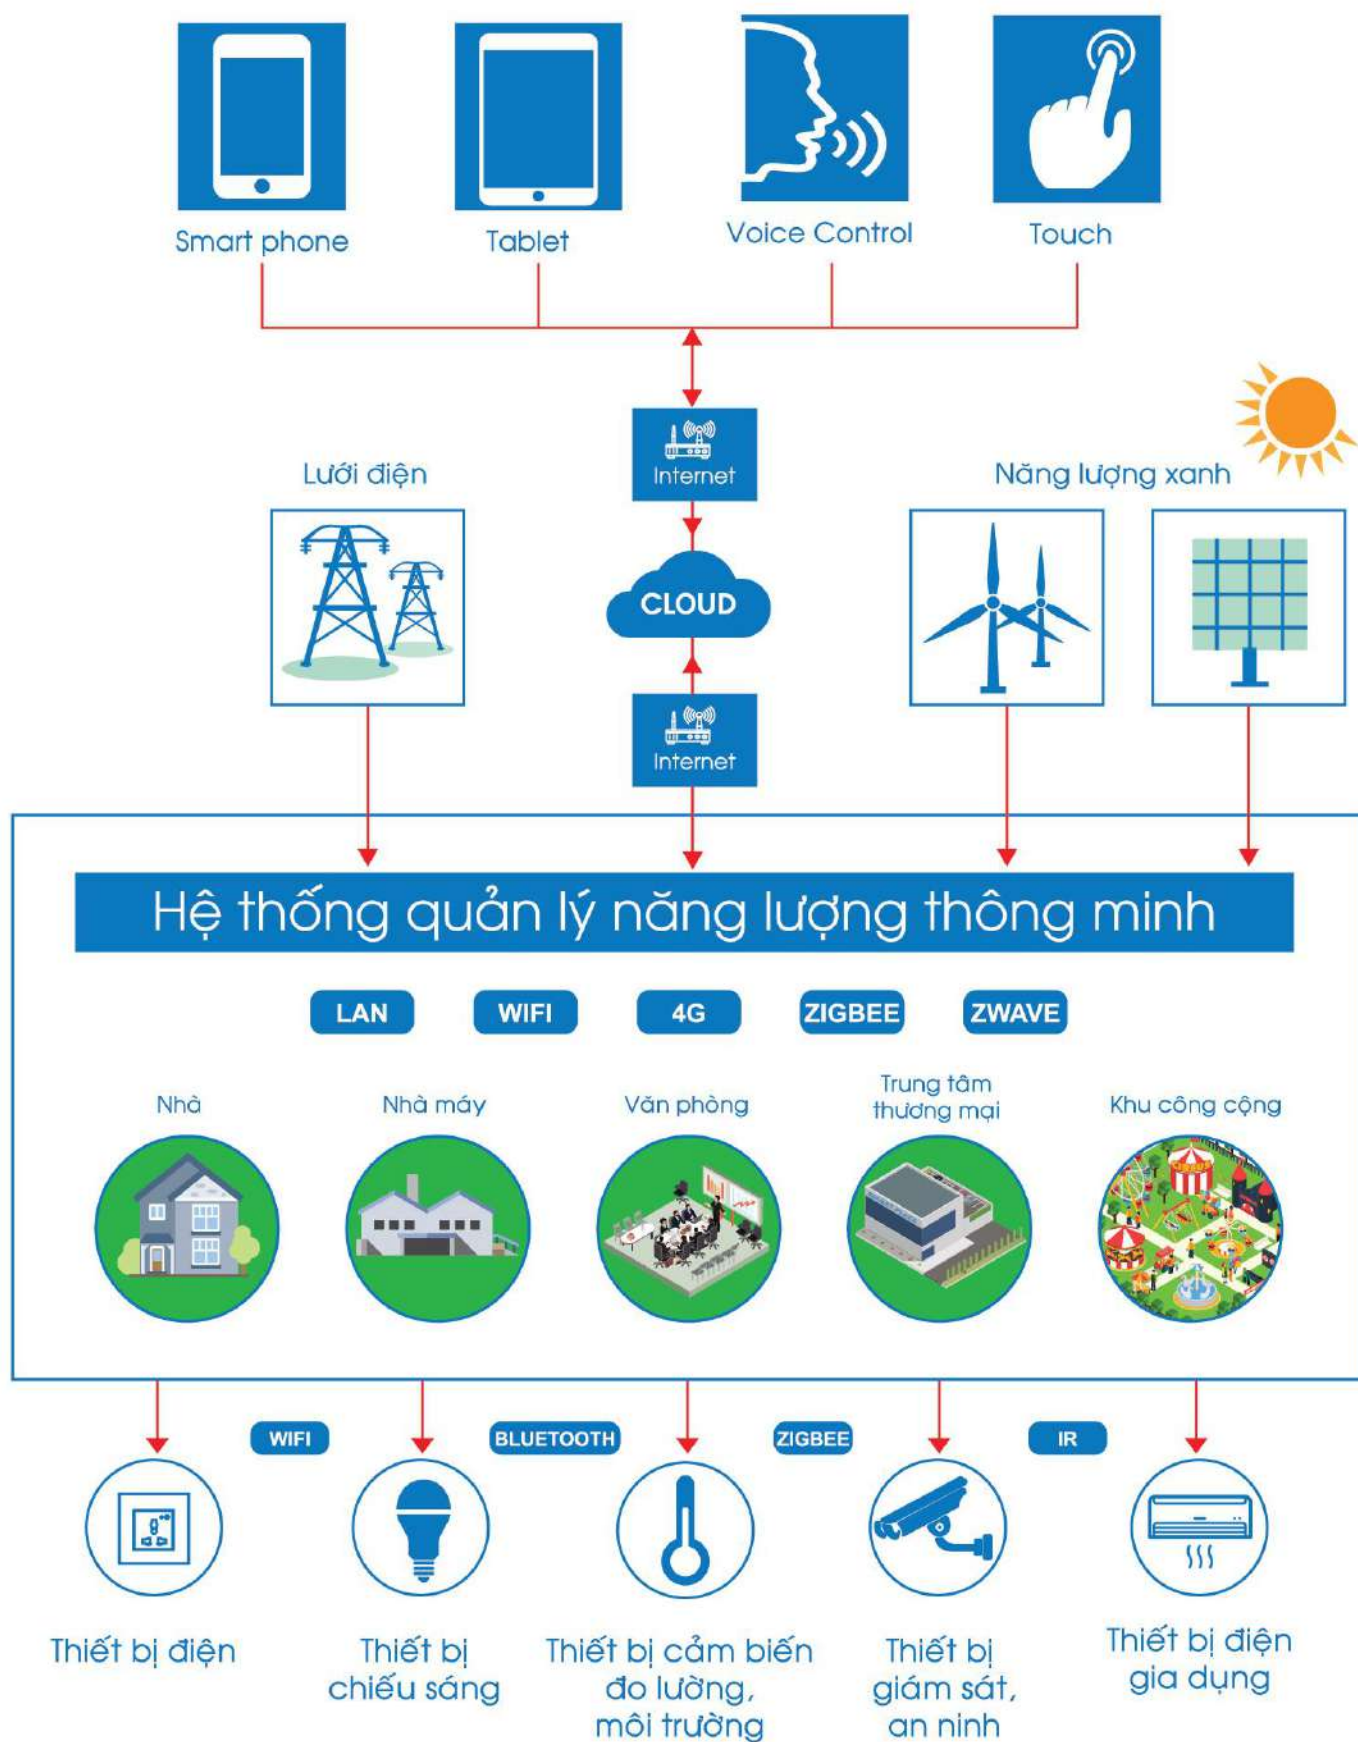 Smart phone
Tablet
Voice Control
Touch
Internet
Lưới điện
Năng lượng xanh
CLOUD
Internet
Hệ thống quản lý năng lượng thông minh
LAN
WIFI
4G
ZIGBEE
ZWAVE
Nhà
Nhà máy
Văn phòng
Trung tâm
thương mại
Khu công cộng
CIRCUS
WIFI
BLUETOOTH
ZIGBEE
IR
Thiết bị điện
Thiết bị
chiếu sáng
Thiết bị cảm biến
đo lường,
môi trường
Thiết bị
giám sát,
an ninh
Thiết bị điện
gia dụng